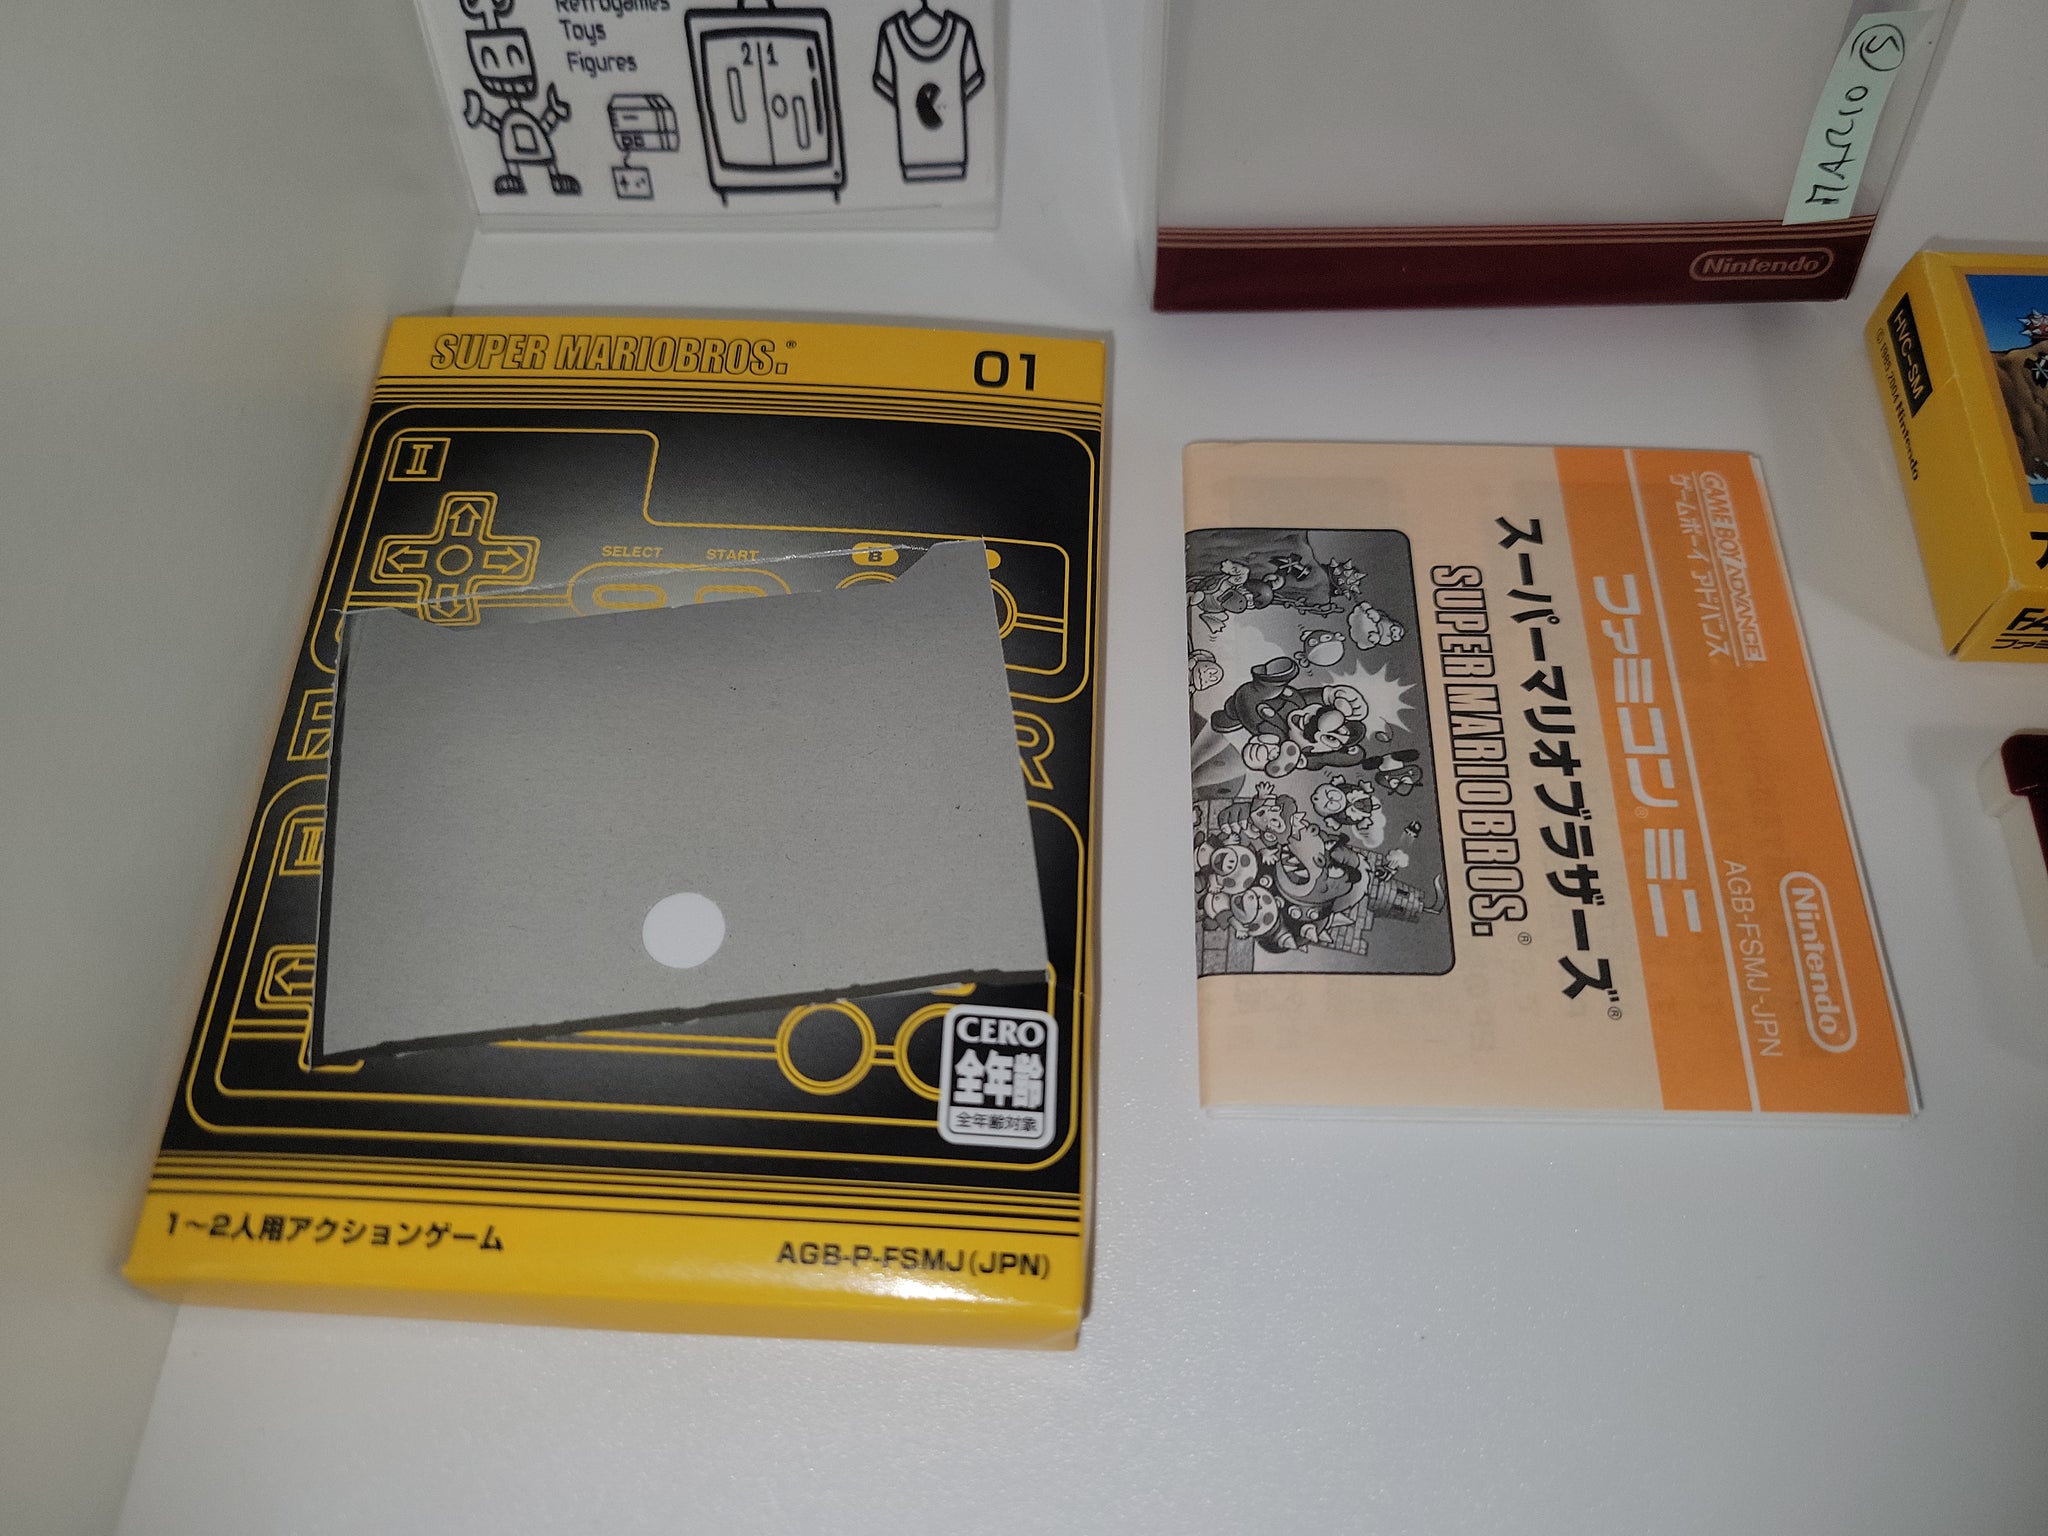 Retrogames
Toys
Figures
2 1
MARIO
5
Nintendo
SUPER MARIOBROS.®
01
II
SELECT
START
B
CERO
全年齢
全年齢対象
1〜2人用アクションゲーム
AGB-P-FSMJ(JPN)
GAME BOY ADVANCE
ゲームボーイアドバンス
ファミコン®ミニ
AGB-FSMJ-JPN
Nintendo®
スーパーマリオブラザーズ®
SUPER MARIO BROS.®
HVC-SM
©1985,2004 Nintendo